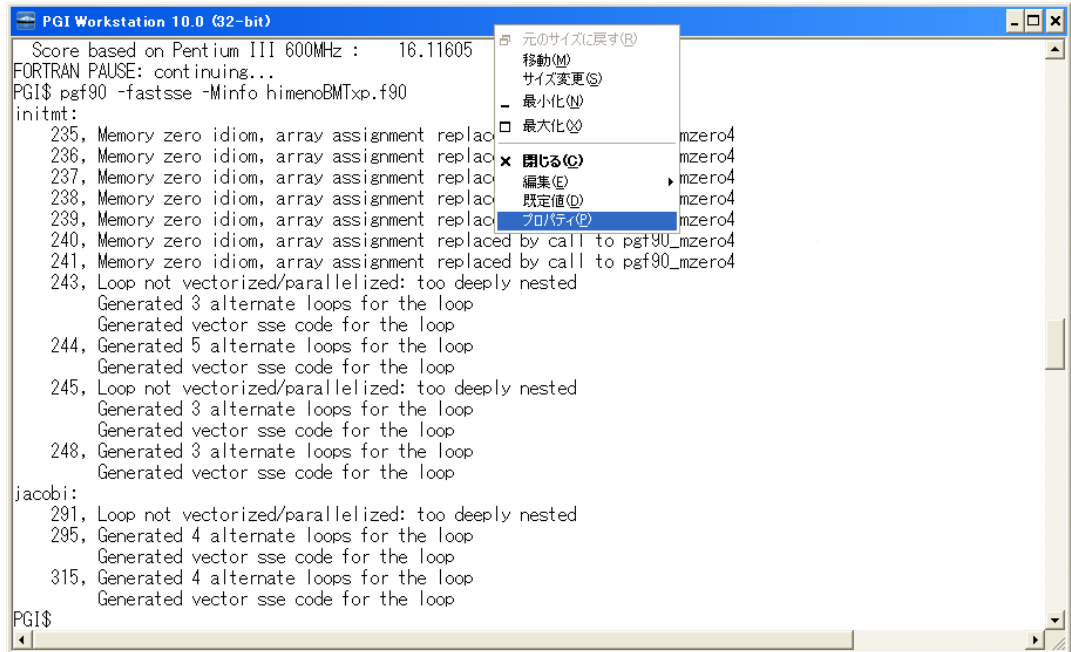 PGI Workstation 10.0 (32-bit)
Score based on Pentium III 600MHz :     16.11605
FORTRAN PAUSE: continuing...
PGI$ pgf90 -fastsse -Minfo himenoBMTxp.f90
initmt:
235, Memory zero idiom, array assignment replac
mzero4
236, Memory zero idiom, array assignment replac
mzero4
237, Memory zero idiom, array assignment replac
mzero4
238, Memory zero idiom, array assignment replac
mzero4
239, Memory zero idiom, array assignment replac
mzero4
240, Memory zero idiom, array assignment replaced by call to pgf90_mzero4
241, Memory zero idiom, array assignment replaced by call to pgf90_mzero4
243, Loop not vectorized/parallelized: too deeply nested
Generated 3 alternate loops for the loop
Generated vector sse code for the loop
244, Generated 5 alternate loops for the loop
Generated vector sse code for the loop
245, Loop not vectorized/parallelized: too deeply nested
Generated 3 alternate loops for the loop
Generated vector sse code for the loop
248, Generated 3 alternate loops for the loop
Generated vector sse code for the loop
jacobi:
291, Loop not vectorized/parallelized: too deeply nested
295, Generated 4 alternate loops for the loop
Generated vector sse code for the loop
315, Generated 4 alternate loops for the loop
Generated vector sse code for the loop
PGI$
元のサイズに戻す(R)
移動(M)
サイズ変更(S)
最小化(N)
最大化(X)
閉じる(C)
編集(E)
既定値(D)
プロパティ(P)